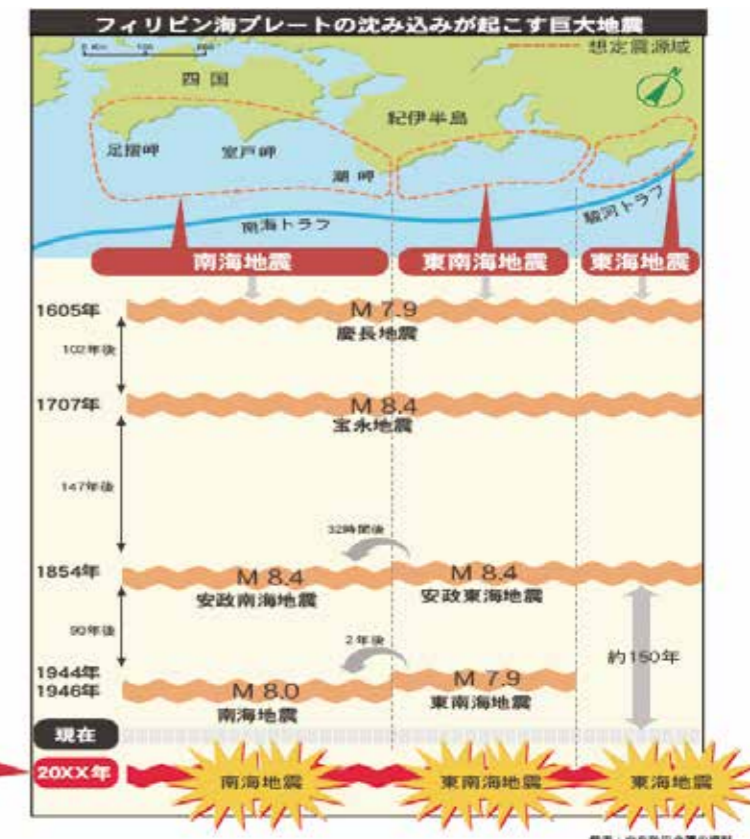 フィリピン海プレートの沈み込みが起こす巨大地震
0 Km 100 200
想定震源域
四国
紀伊半島
足摺岬
室戸岬
潮岬
南海トラフ
駿河トラフ
南海地震
東南海地震
東海地震
1605年
M 7.9
慶長地震
102年後
1707年
M 8.4
宝永地震
147年後
32時間後
1854年
M 8.4
安政南海地震
M 8.4
安政東海地震
90年後
2年後
約150年
1944年
1946年
M 8.0
南海地震
M 7.9
東南海地震
現在
20XX年
南海地震
東南海地震
東海地震